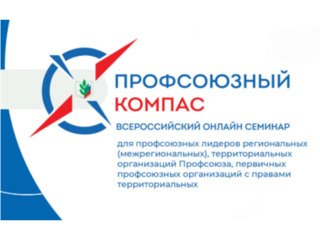 ПРОФСОЮЗНЫЙ
КОМПАС
ВСЕРОССИЙСКИЙ ОНЛАЙН СЕМИНАР
для профсоюзных лидеров региональных
(межрегиональных), территориальных
организаций Профсоюза, первичных
профсоюзных организаций с правами
территориальных